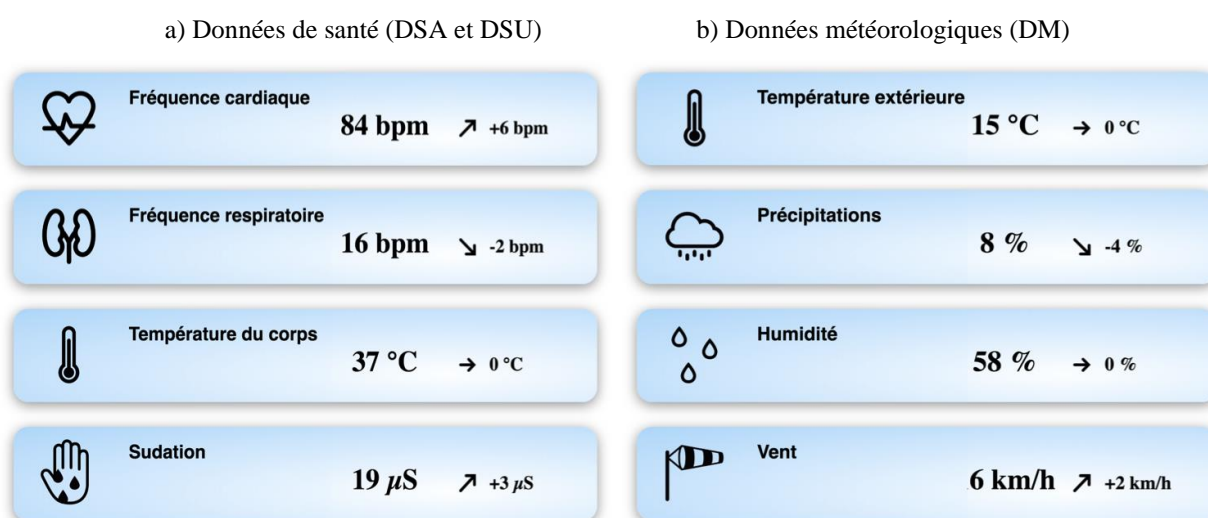 a) Données de santé (DSA et DSU)
Fréquence cardiaque
84 bpm ↗ +6 bpm
Fréquence respiratoire
16 bpm ↘ -2 bpm
Température du corps
37 °C → 0 °C
Sudation
19 µS ↗ +3 µS
b) Données météorologiques (DM)
Température extérieure
15 °C → 0 °C
Précipitations
8 % ↘ -4 %
Humidité
58 % → 0 %
Vent
6 km/h ↗ +2 km/h